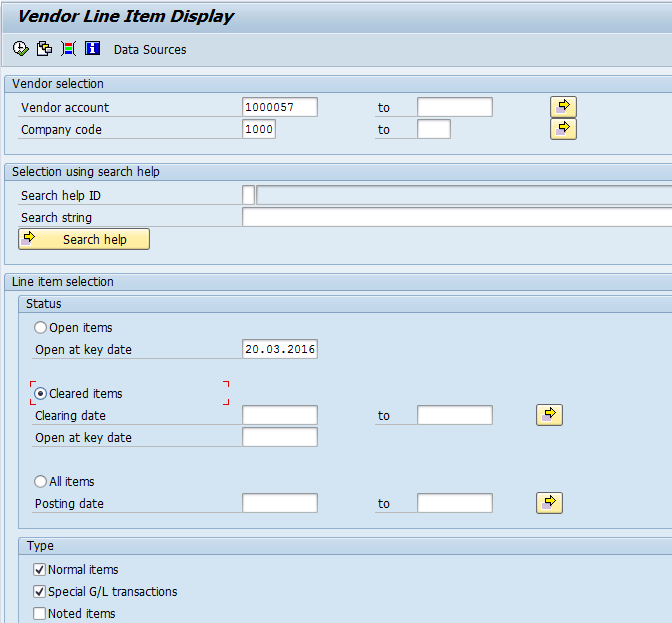 Vendor Line Item Display
Data Sources
Vendor selection
Vendor account 1000057 to
Company code 1000 to
Selection using search help
Search help ID
Search string
Search help
Line item selection
Status
Open items
Open at key date 20.03.2016
Cleared items
Clearing date to
Open at key date
All items
Posting date to
Type
Normal items
Special G/L transactions
Noted items